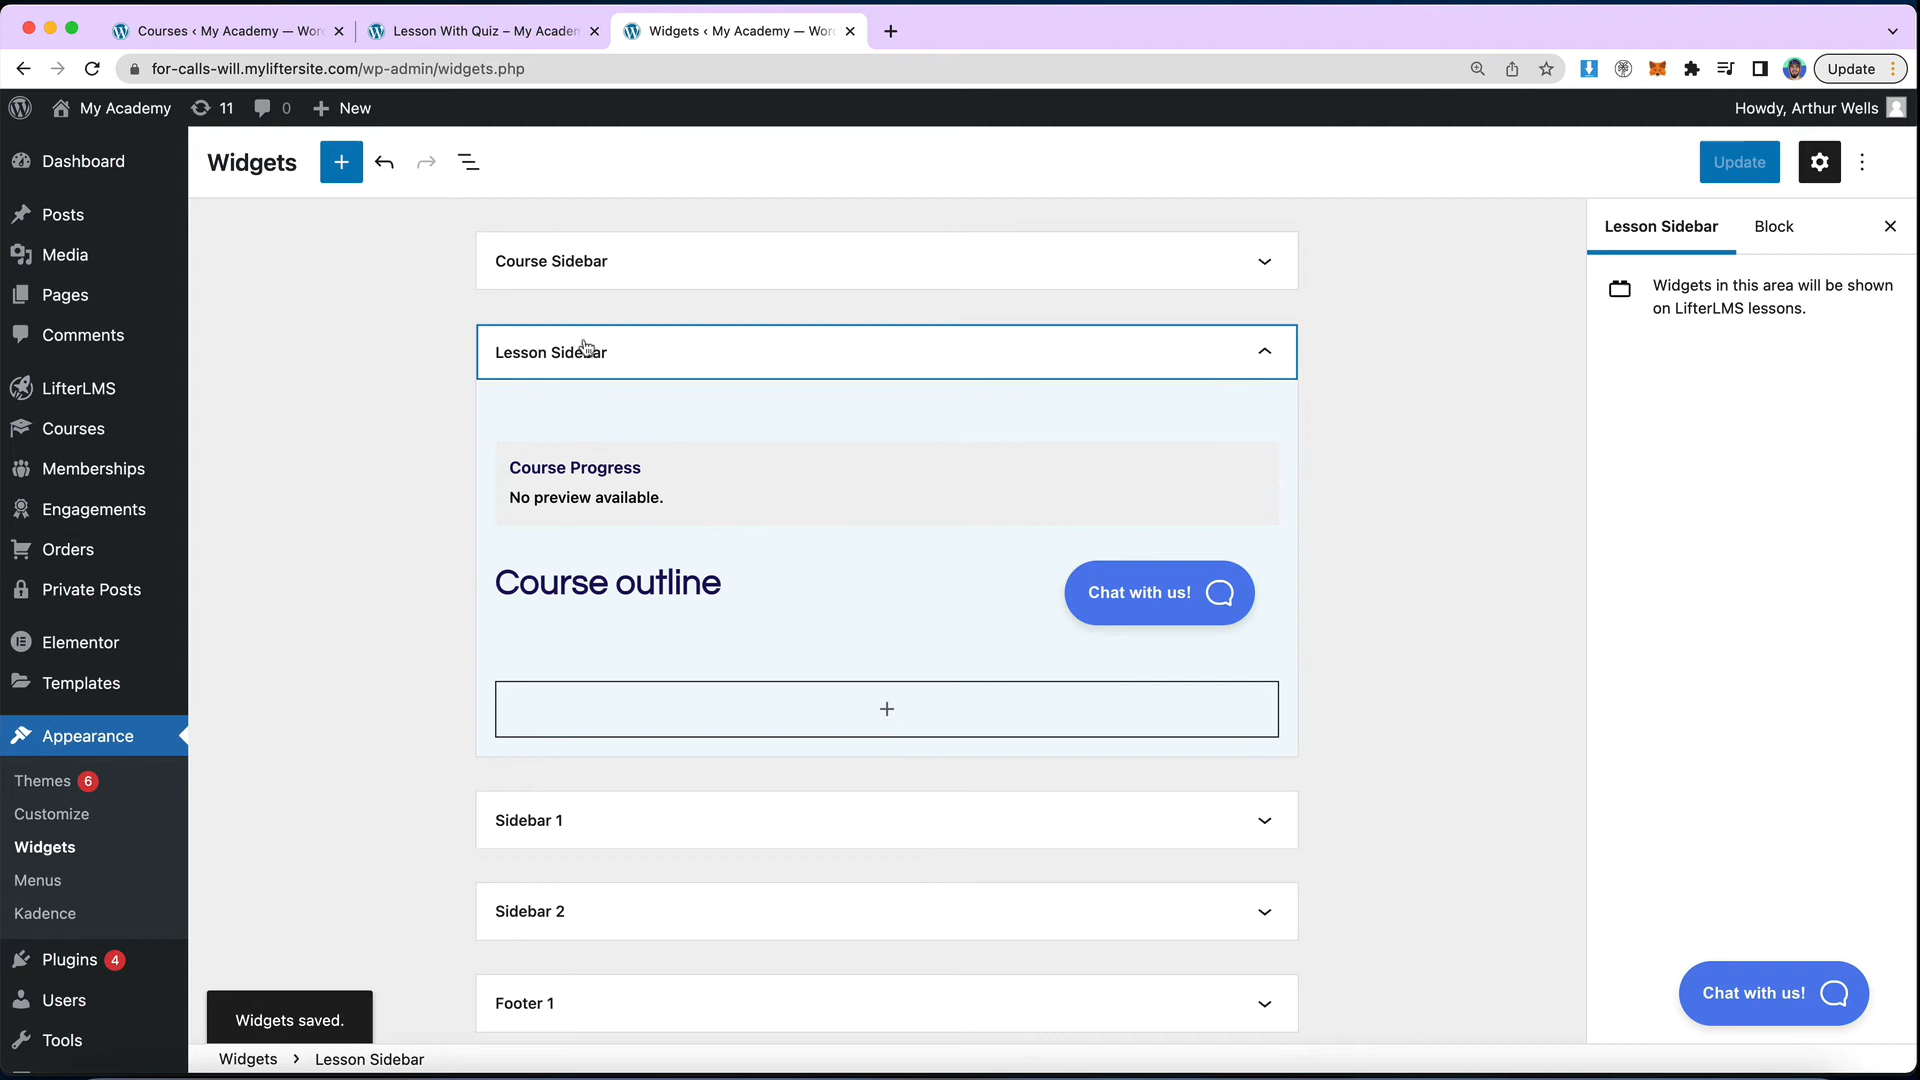 Courses ‹ My Academy — Wor
Lesson With Quiz – My Academ
Widgets ‹ My Academy — Wor
for-calls-will.myliftersite.com/wp-admin/widgets.php
Update
My Academy
11
0
New
Howdy, Arthur Wells
Dashboard
Posts
Media
Pages
Comments
LifterLMS
Courses
Memberships
Engagements
Orders
Private Posts
Elementor
Templates
Appearance
Themes 6
Customize
Widgets
Menus
Kadence
Plugins 4
Users
Tools
Widgets
Update
Course Sidebar
Lesson Sidebar
Course Progress
No preview available.
Course outline
Chat with us!
Sidebar 1
Sidebar 2
Footer 1
Lesson Sidebar
Block
Widgets in this area will be shown
on LifterLMS lessons.
Chat with us!
Widgets saved.
Widgets › Lesson Sidebar